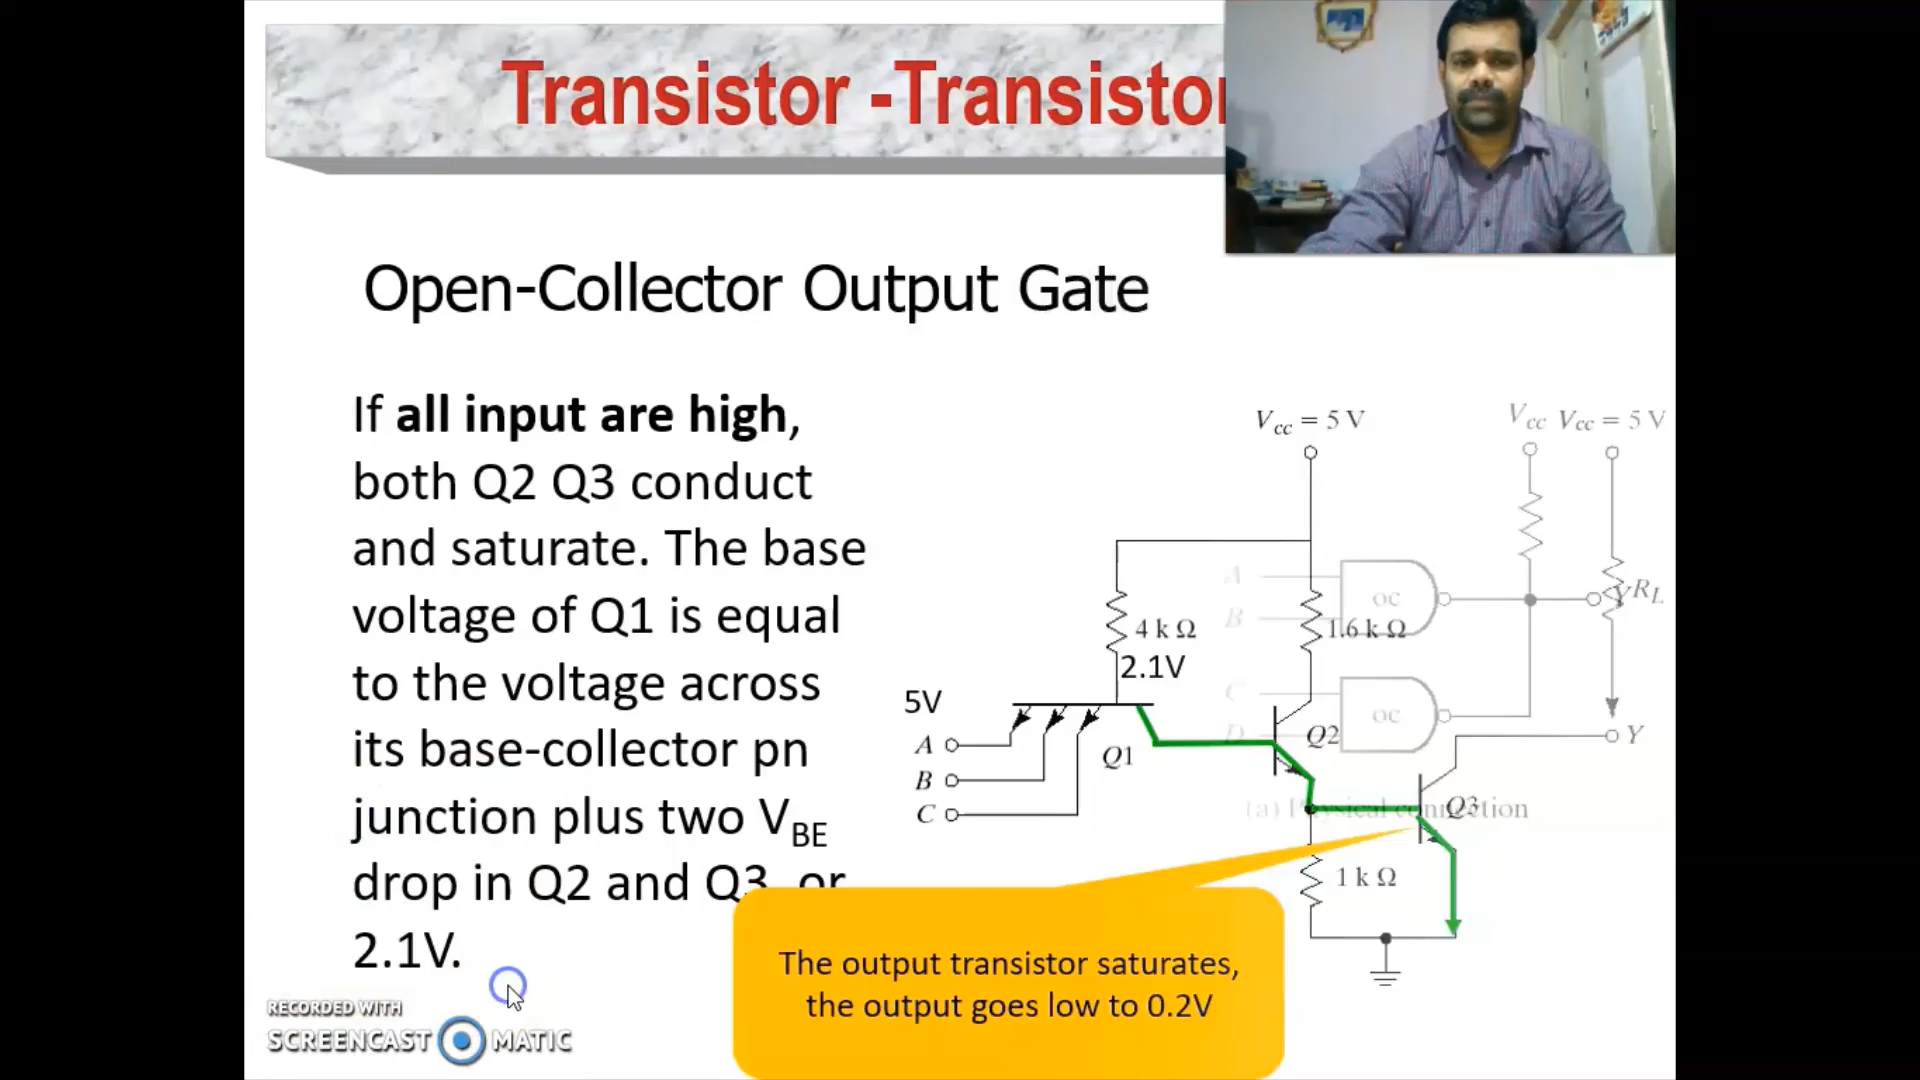 Transistor -Transistor
Open-Collector Output Gate
If all input are high,
both Q2 Q3 conduct
and saturate. The base
voltage of Q1 is equal
to the voltage across
its base-collector pn
junction plus two VBE
drop in Q2 and Q3, or
2.1V.
Vcc = 5 V
Vcc
Vcc = 5 V
A
B
oc
Y
RL
4 k Ω
1.6 k Ω
2.1V
5V
C
D
oc
A
Q1
Q2
Y
B
C
(a) Physical connection
Q3
1 k Ω
The output transistor saturates,
the output goes low to 0.2V
RECORDED WITH
SCREENCAST MATIC